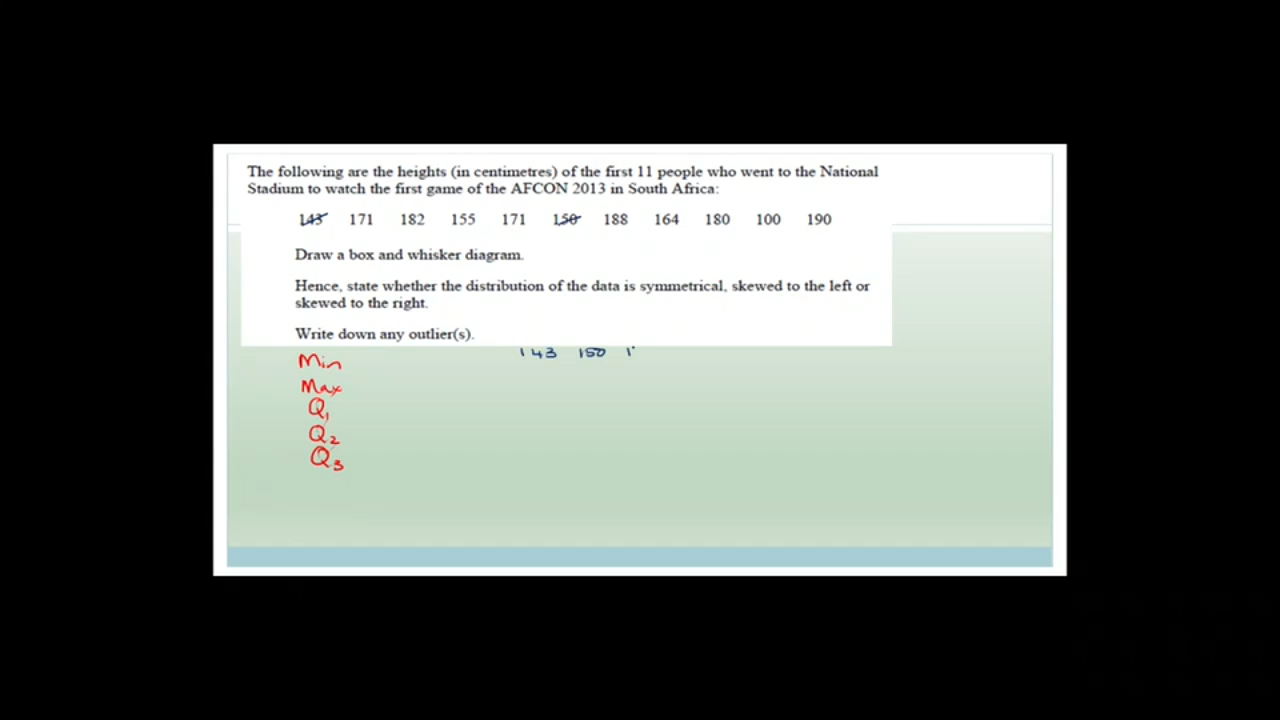 The following are the heights (in centimetres) of the first 11 people who went to the National
Stadium to watch the first game of the AFCON 2013 in South Africa:
143 171 182 155 171 150 188 164 180 100 190
Draw a box and whisker diagram.
Hence, state whether the distribution of the data is symmetrical, skewed to the left or
skewed to the right.
Write down any outlier(s).
143 150 1
Min
Max
Q1
Q2
Q3